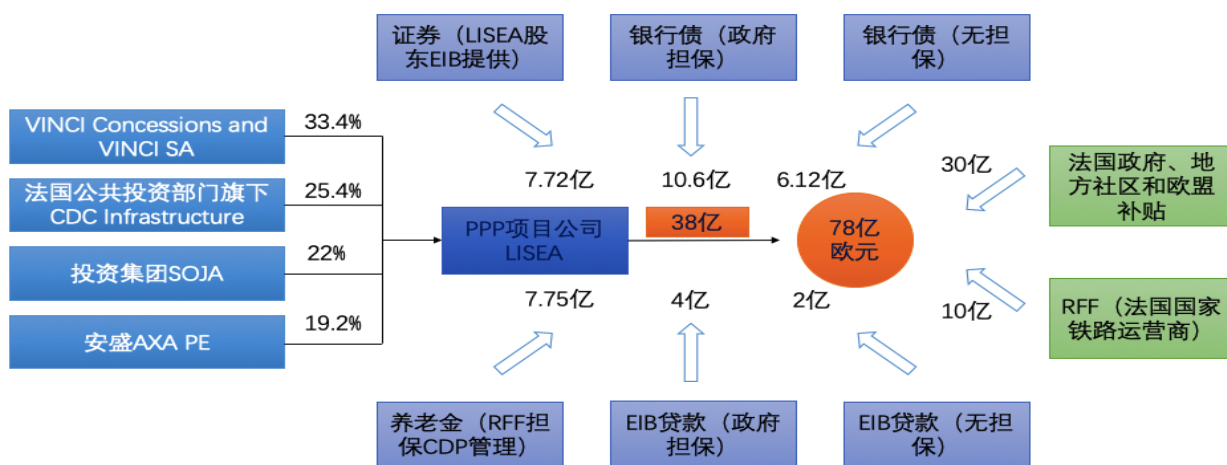 证券（LISEA股
东EIB提供）
银行债（政府
担保）
银行债（无担
保）
VINCI Concessions and
VINCI SA
33.4%
法国公共投资部门旗下
CDC Infrastructure
25.4%
投资集团SOJA
22%
安盛AXA PE
19.2%
7.72亿
10.6亿
6.12亿
30亿
法国政府、地
方社区和欧盟
补贴
PPP项目公司
LISEA
38亿
78亿
欧元
7.75亿
4亿
2亿
10亿
RFF（法国国家
铁路运营商）
养老金（RFF担
保CDP管理）
EIB贷款（政府
担保）
EIB贷款（无担
保）